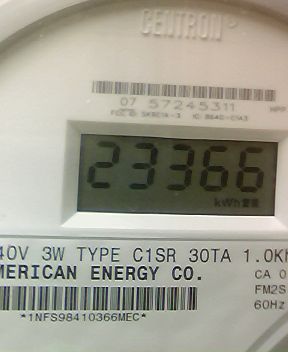 CENTRON
07 57245311
23366
kWh
40V 3W TYPE C1SR 30TA 1.0Kh
MERICAN ENERGY CO.
CA 0
FM2S
60Hz
*1NFS98410366MEC*